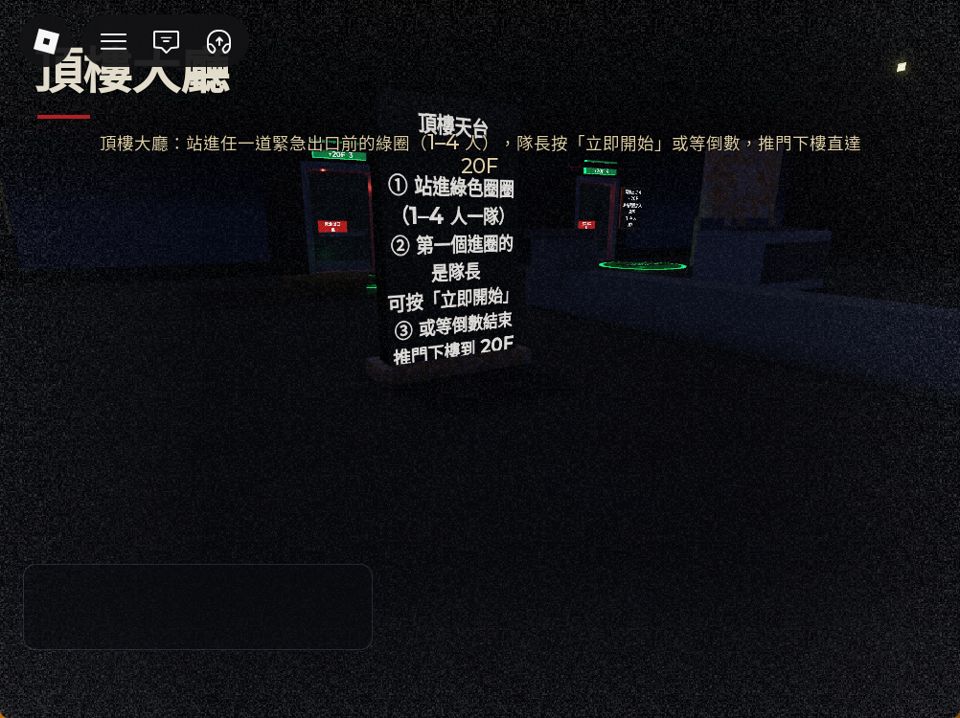 頂樓大廳
頂樓大廳：站進任一道緊急出口前的綠圈（1–4 人），隊長按「立即開始」或等倒數，推門下樓直達
20F
頂樓天台
① 站進綠色圈圈
（1–4 人一隊）
② 第一個進圈的
是隊長
可按「立即開始」
③ 或等倒數結束
推門下樓到 20F